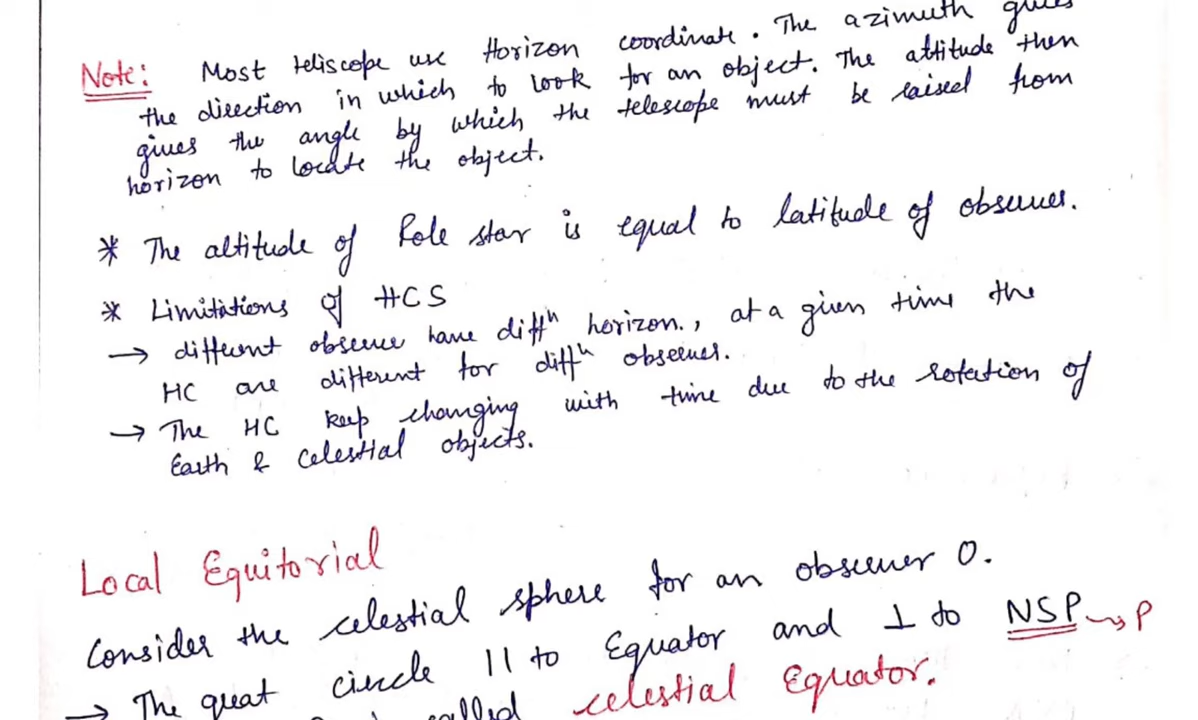 Note: Most teliscope use Horizon coordinate. The azimuth gives
the direction in which to look for an object. The attitude then
gives the angle by which the telescope must be raised from
horizon to locate the object.
* The altitude of Pole star is equal to latitude of observer.
* Limitations of HCS
→ different observer have diffⁿ horizon., at a given time the
HC are different for diffⁿ observer.
→ The HC keep changing with time due to the rotation of
Earth & celestial objects.
Local Equitorial
Consider the celestial sphere for an observer O.
→ The great circle || to Equator and ⊥ to NSP → P
called celestial Equator.